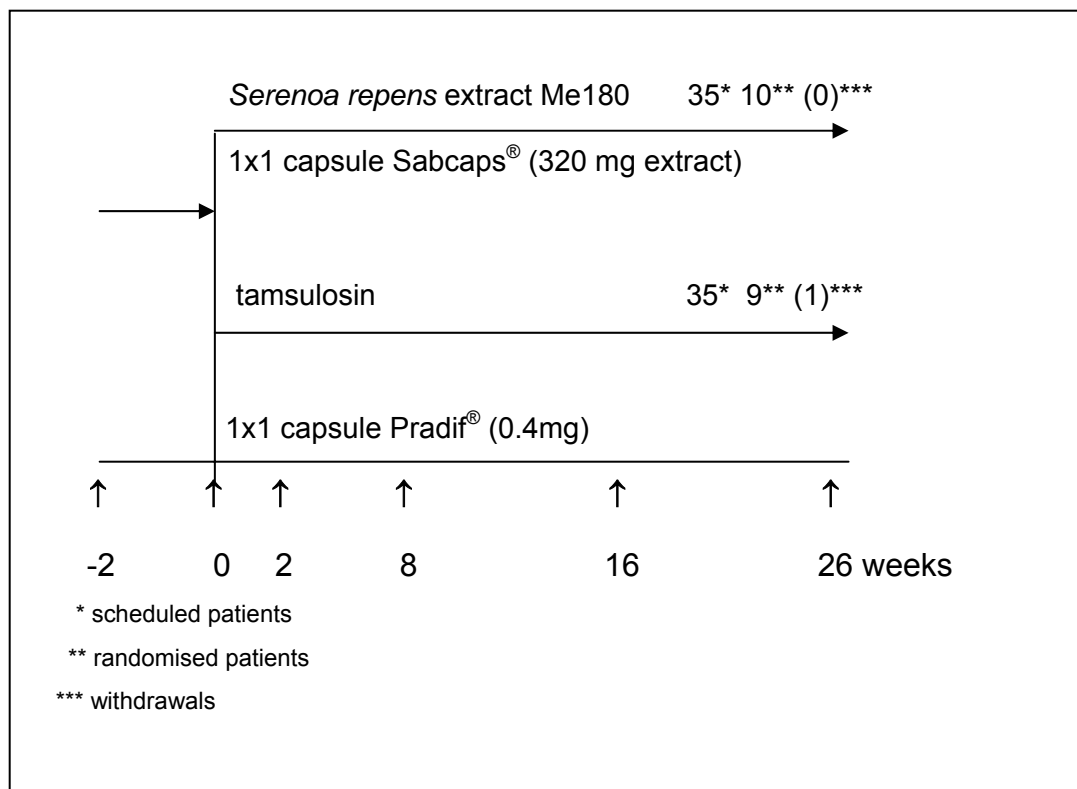 Serenoa repens extract Me180 35* 10** (0)***
1x1 capsule Sabcaps® (320 mg extract)
tamsulosin 35* 9** (1)***
1x1 capsule Pradif® (0.4mg)
-2 0 2 8 16 26 weeks
* scheduled patients
** randomised patients
*** withdrawals